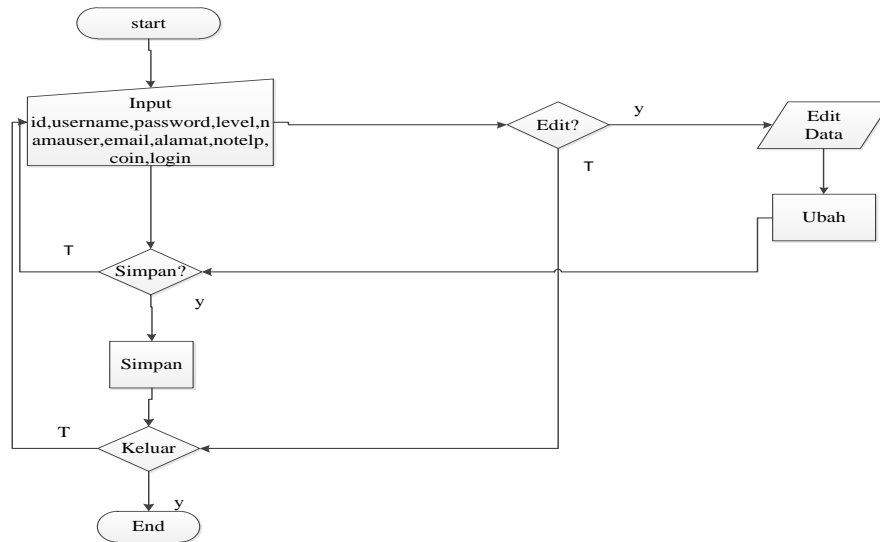 start
Input
id,username,password,level,n
amauser,email,alamat,notelp,
coin,login
Edit?
y
Edit
Data
T
Ubah
T
Simpan?
y
Simpan
T
Keluar
y
End